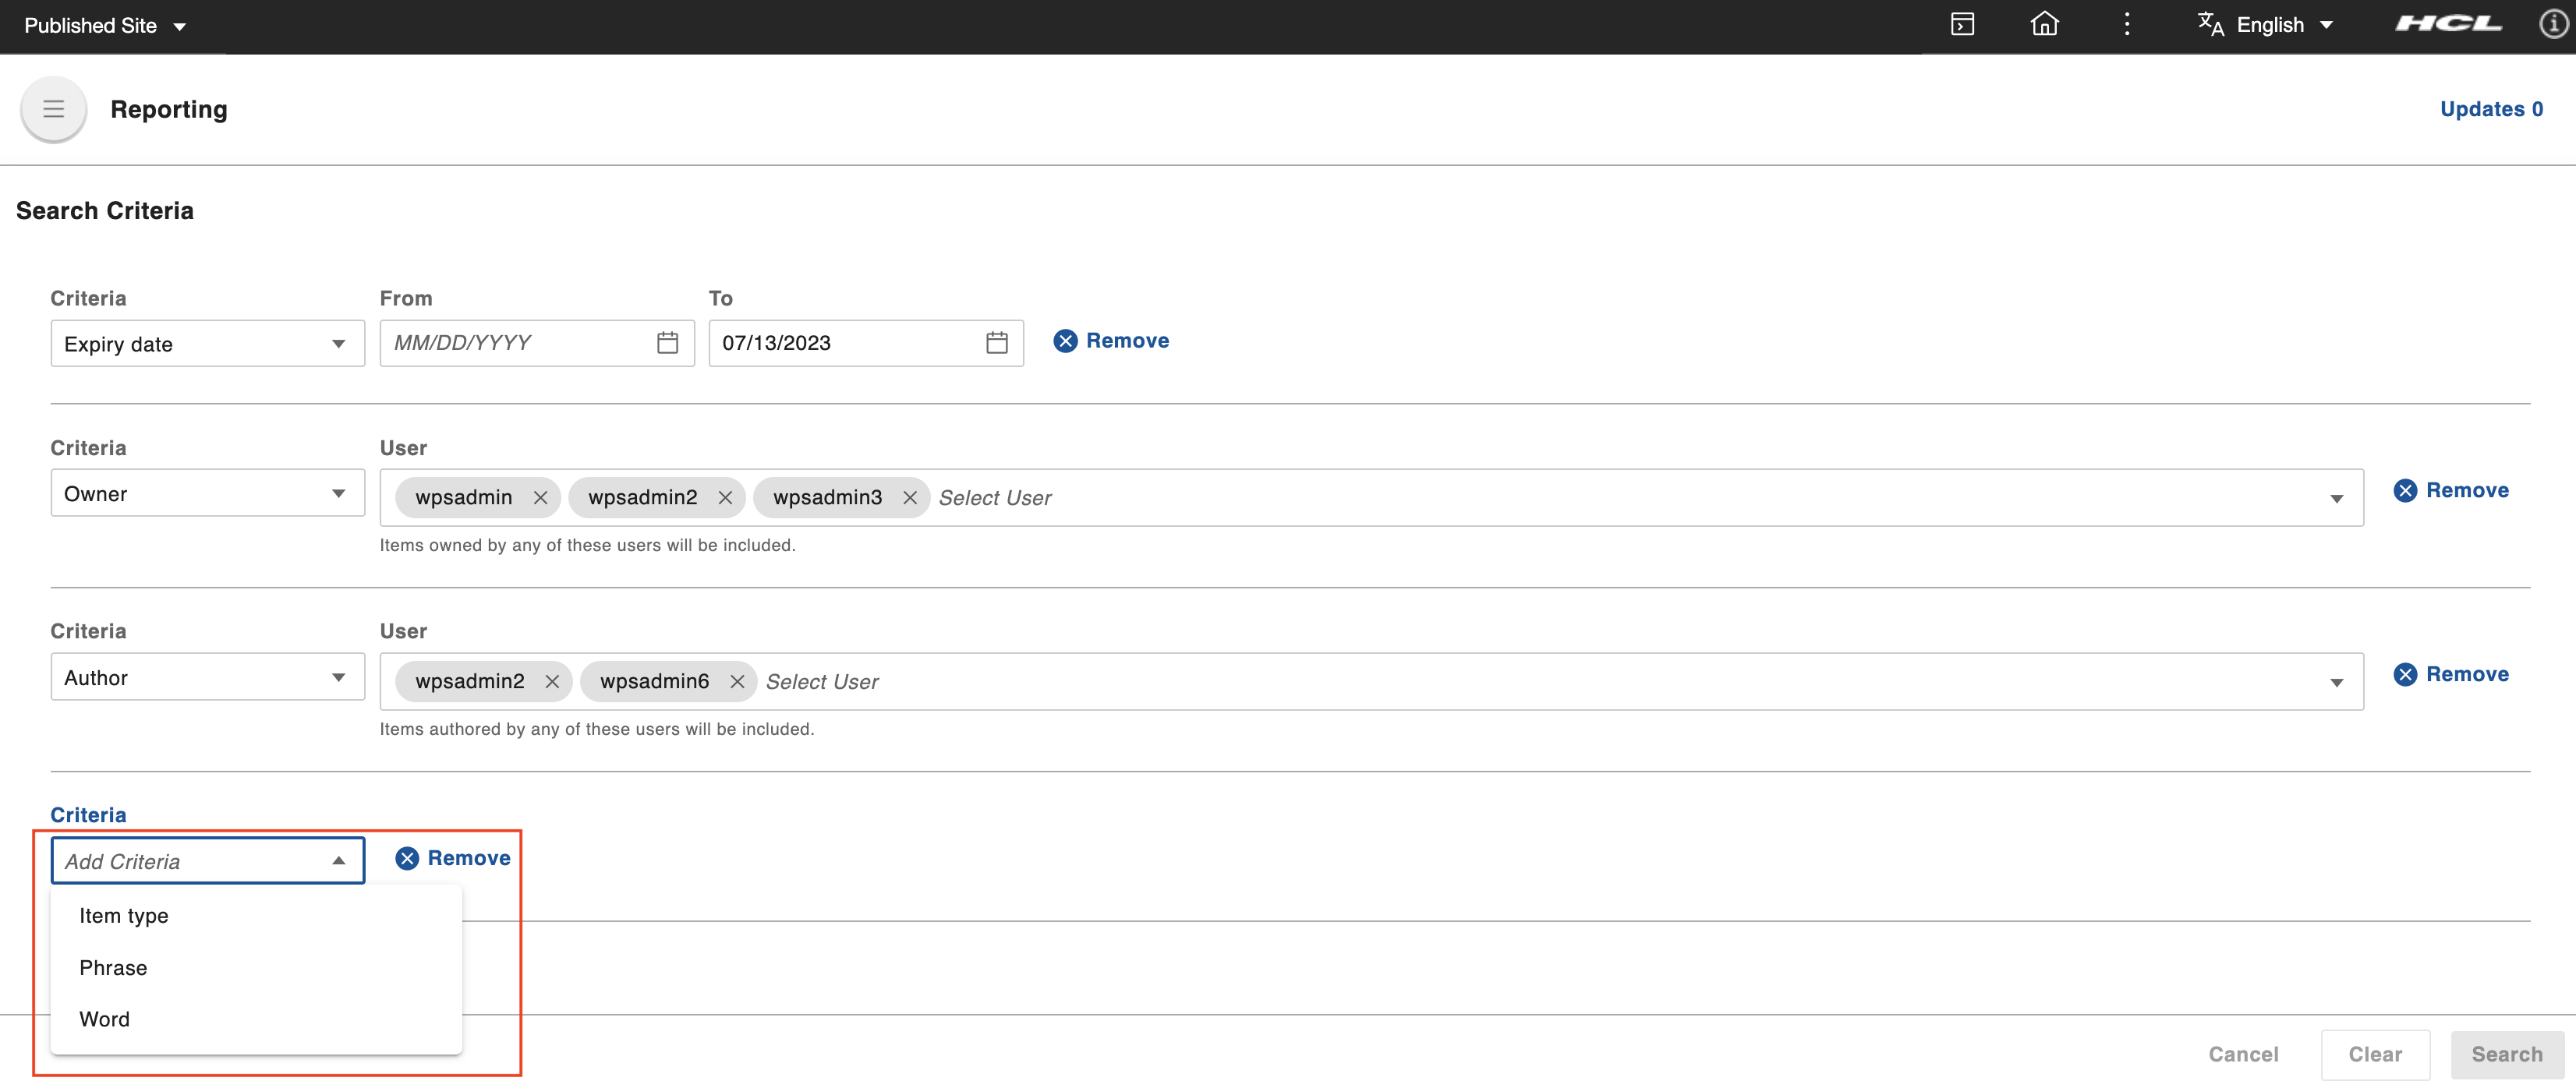 Published Site
English
HCL
Reporting
Updates 0
Search Criteria
Criteria From To
Expiry date MM/DD/YYYY 07/13/2023 Remove
Criteria User
Owner wpsadmin wpsadmin2 wpsadmin3 Select User Remove
Items owned by any of these users will be included.
Criteria User
Author wpsadmin2 wpsadmin6 Select User Remove
Items authored by any of these users will be included.
Criteria
Add Criteria Remove
Item type
Phrase
Word
Cancel Clear Search